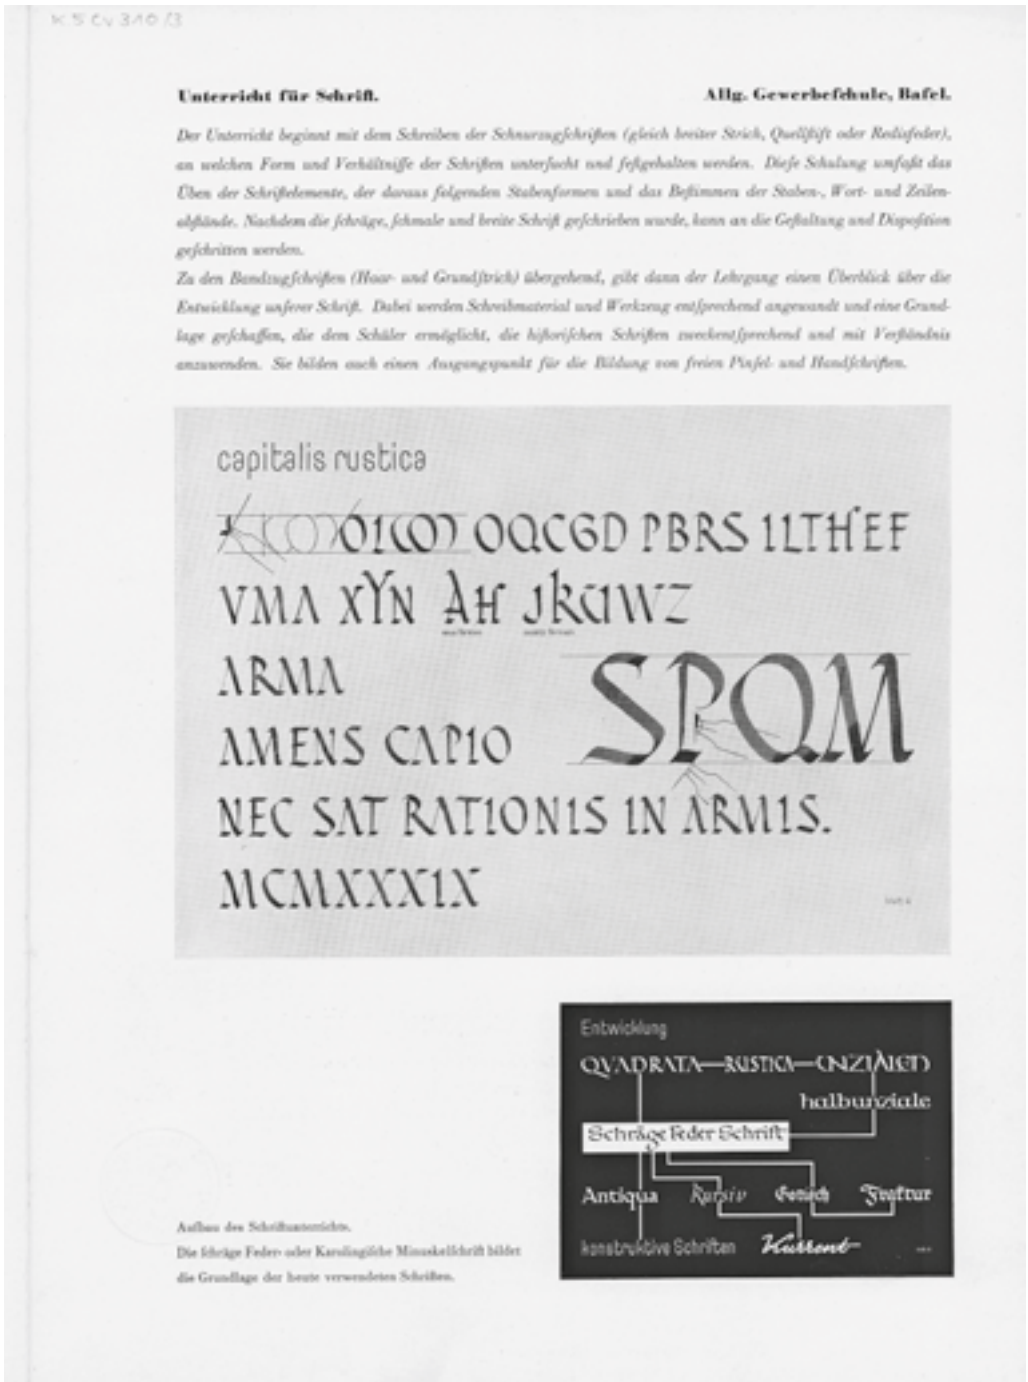 K 5 Cv 310/3
Unterricht für Schrift.
Allg. Gewerbeſchule, Baſel.
Der Unterricht beginnt mit dem Schreiben der Schnurzugſchriften (gleich breiter Strich, Quellſtift oder Redisfeder),
an welchen Form und Verhältniſſe der Schriften unterſucht und feſtgehalten werden. Dieſe Schulung umfaßt das
Üben der Schriftelemente, der daraus folgenden Stabenformen und das Beſtimmen der Staben-, Wort- und Zeilen-
abſtände. Nachdem die ſchräge, ſchmale und breite Schrift geſchrieben wurde, kann an die Geſtaltung und Dispoſition
geſchritten werden.
Zu den Bandzugſchriften (Haar- und Grundſtrich) übergehend, gibt dann der Lehrgang einen Überblick über die
Entwicklung unſerer Schrift. Dabei werden Schreibmaterial und Werkzeug entſprechend angewandt und eine Grund-
lage geſchaffen, die dem Schüler ermöglicht, die hiſtoriſchen Schriften zweckentſprechend und mit Verſtändnis
anzuwenden. Sie bilden auch einen Ausgangspunkt für die Bildung von freien Pinſel- und Handſchriften.
capitalis rustica
OICO) OQCGD PBRS ILTHEF
VMA XYN AH JKUWZ
ARMA
SPQM
AMENS CAPIO
NEC SAT RATIONIS IN ARMIS.
MCMXXXIX
Entwicklung
QVADRATA—RUSTICA—UNZIALEN
halbunziale
Schräge Feder Schrift
Antiqua Kursiv Gotisch Fraktur
konstruktive Schriften Kurrent
Aufbau des Schriftunterrichts.
Die ſchräge Feder- oder Karolingiſche Minuskelſchrift bildet
die Grundlage der heute verwendeten Schriften.